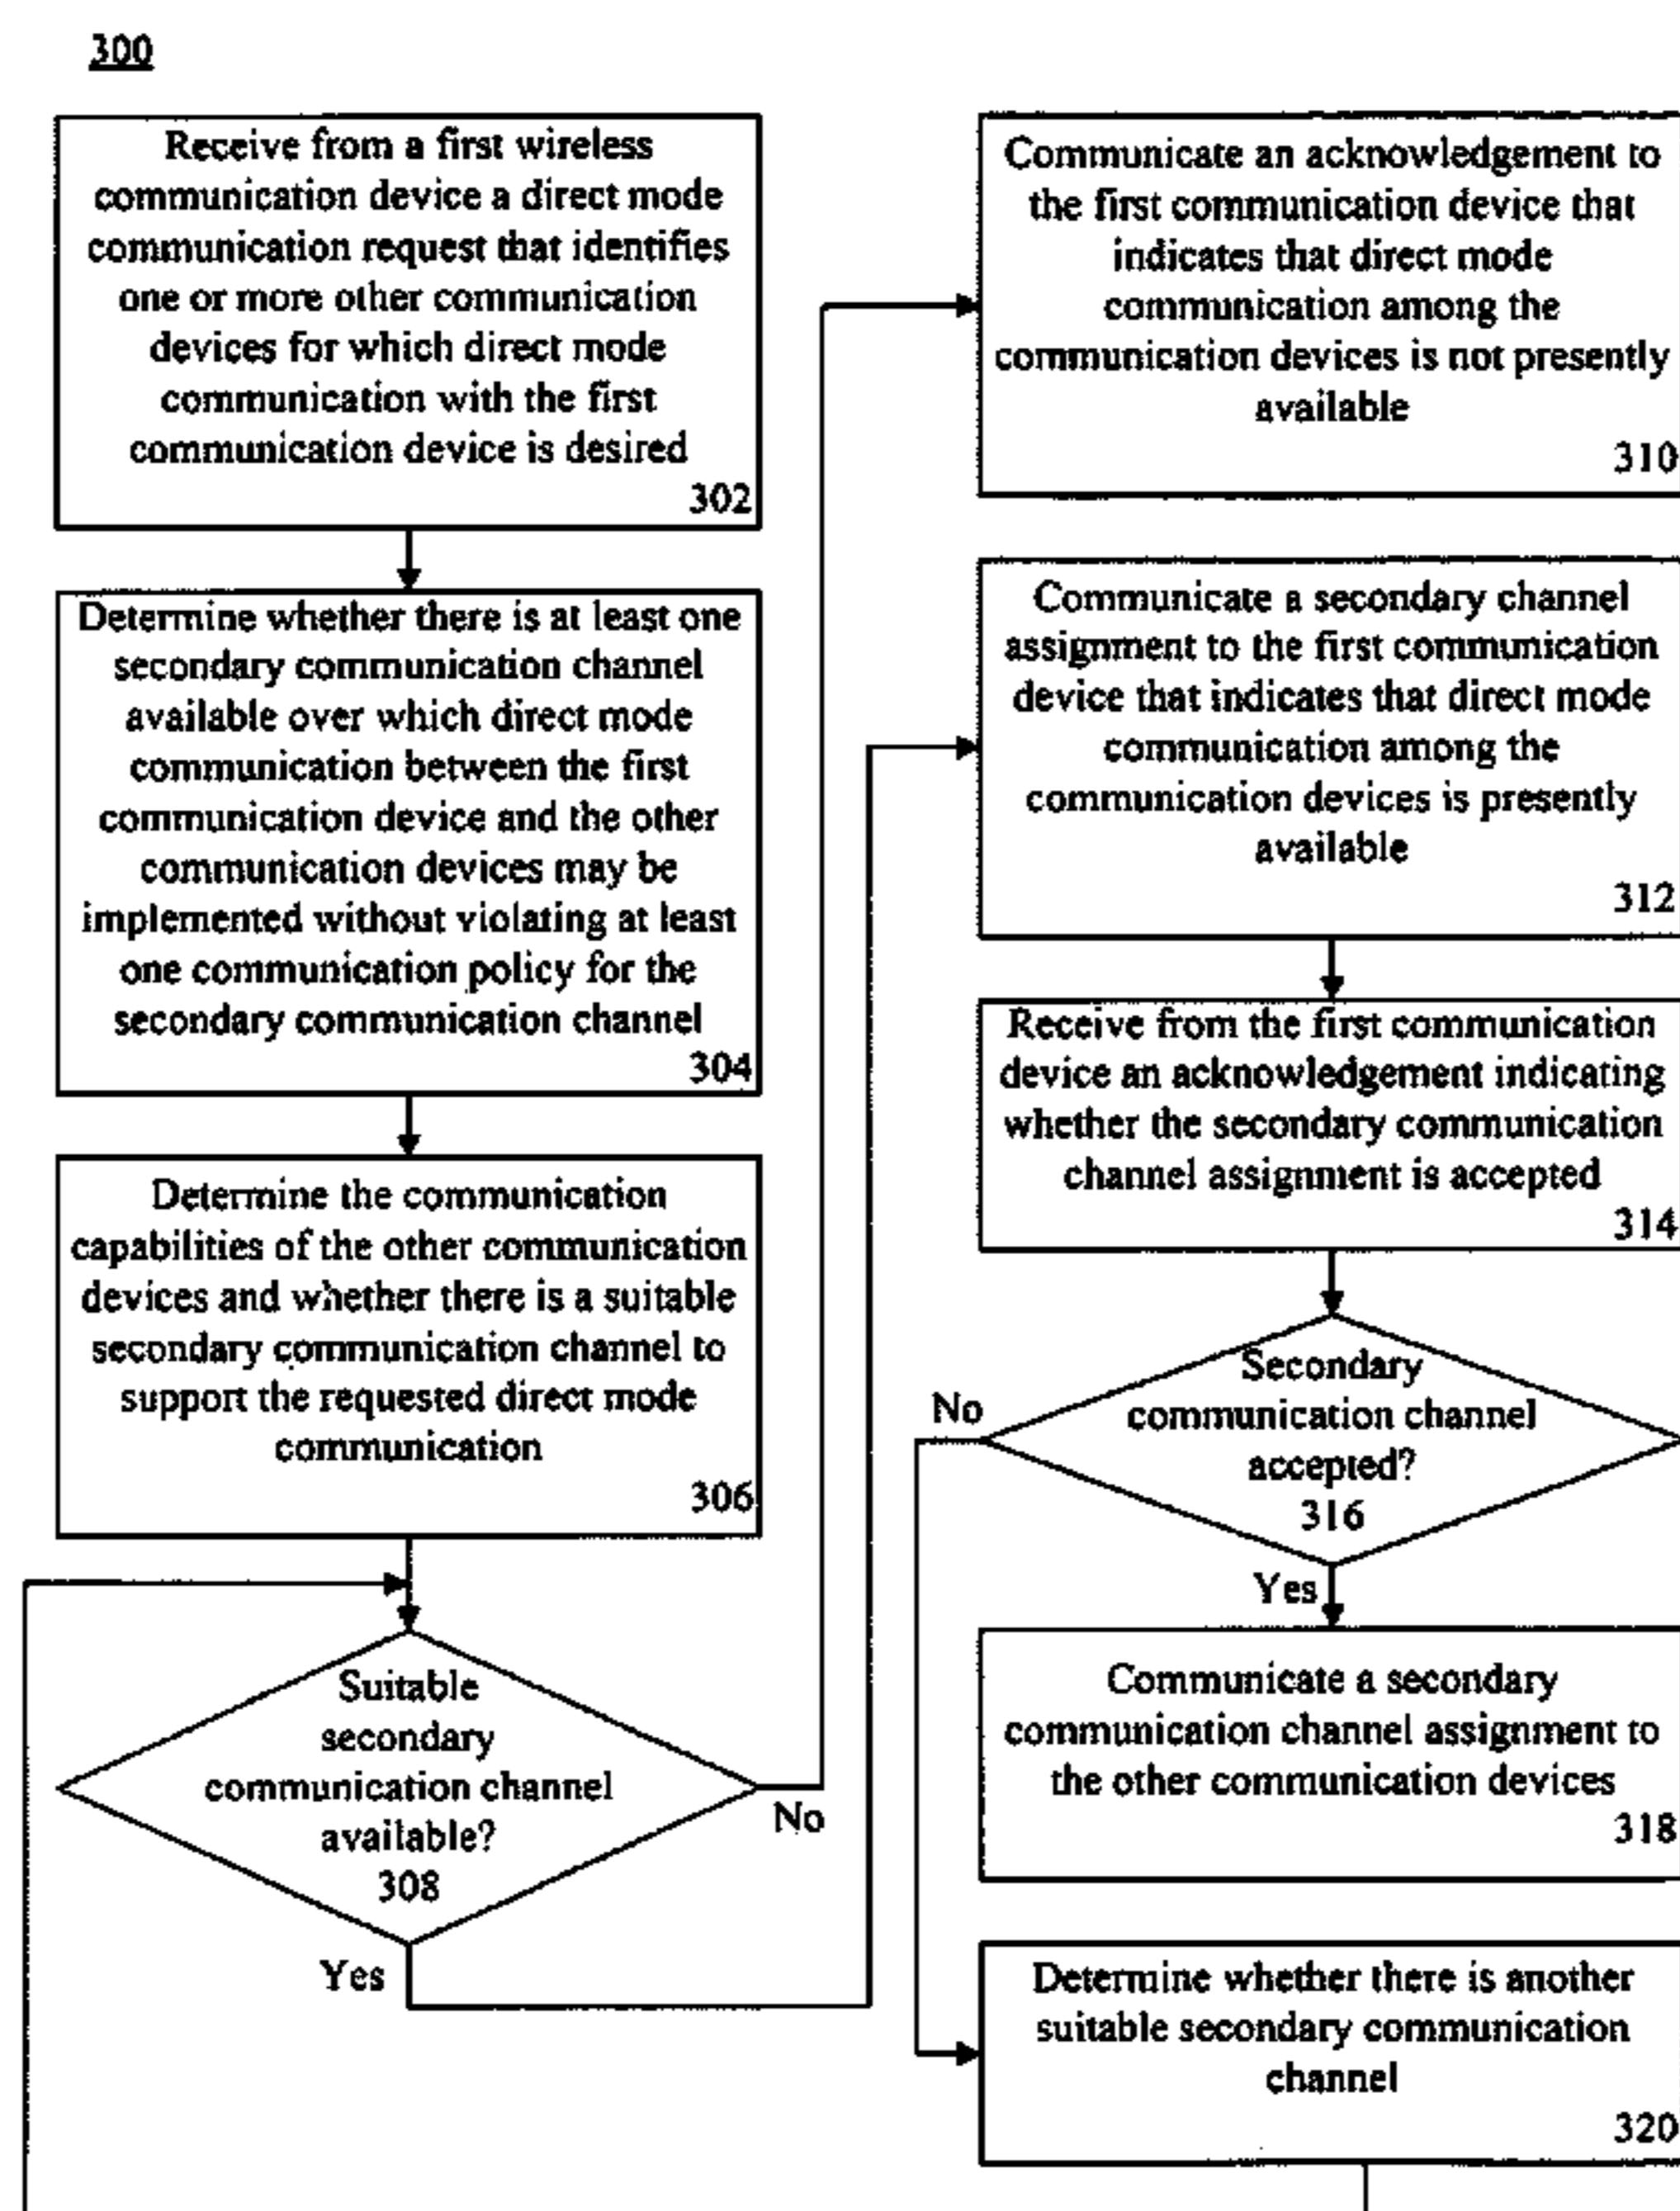 300
Receive from a first wireless
communication device a direct mode
communication request that identifies
one or more other communication
devices for which direct mode
communication with the first
communication device is desired
302
Determine whether there is at least one
secondary communication channel
available over which direct mode
communication between the first
communication device and the other
communication devices may be
implemented without violating at least
one communication policy for the
secondary communication channel
304
Determine the communication
capabilities of the other communication
devices and whether there is a suitable
secondary communication channel to
support the requested direct mode
communication
306
Suitable
secondary
communication channel
available?
308
No
Yes
Communicate an acknowledgement to
the first communication device that
indicates that direct mode
communication among the
communication devices is not presently
available
310
Communicate a secondary channel
assignment to the first communication
device that indicates that direct mode
communication among the
communication devices is presently
available
312
Receive from the first communication
device an acknowledgement indicating
whether the secondary communication
channel assignment is accepted
314
Secondary
communication channel
accepted?
316
No
Yes
Communicate a secondary
communication channel assignment to
the other communication devices
318
Determine whether there is another
suitable secondary communication
channel
320